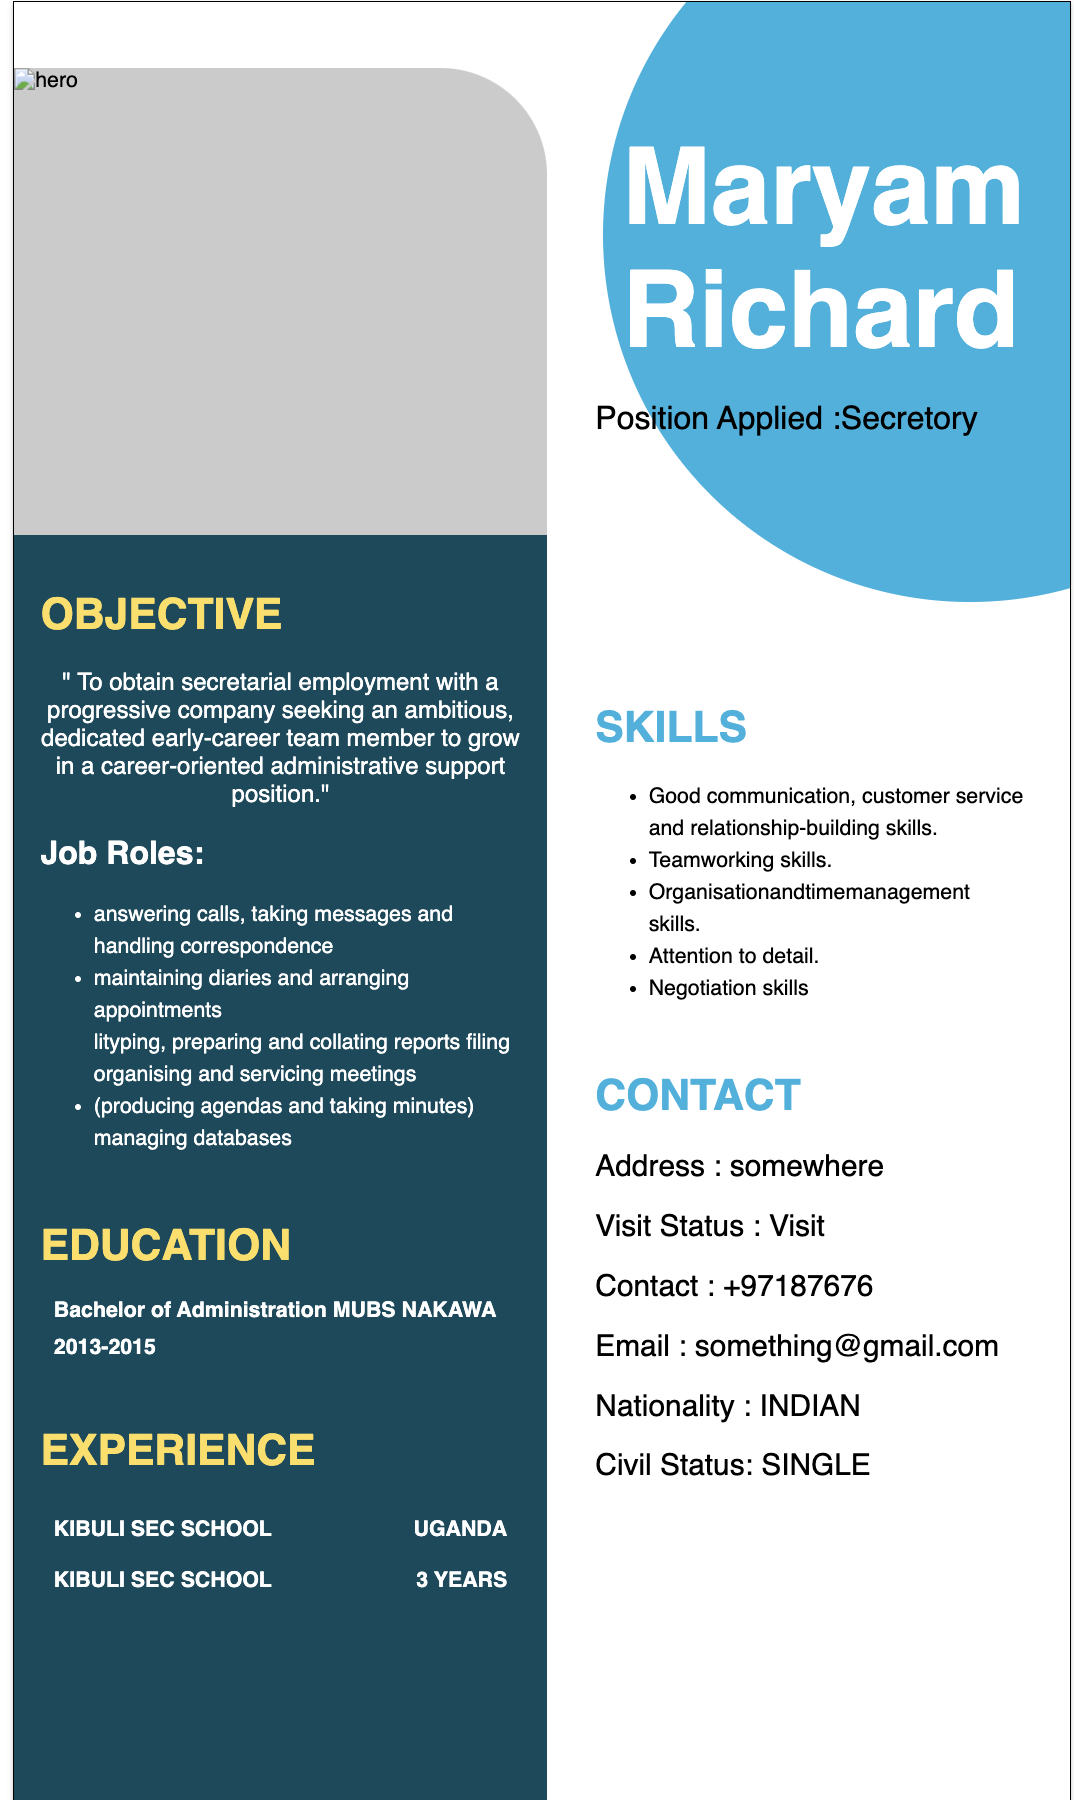 hero
Maryam
Richard
Position Applied :Secretory
OBJECTIVE
" To obtain secretarial employment with a
progressive company seeking an ambitious,
dedicated early-career team member to grow
in a career-oriented administrative support
position."
Job Roles:
• answering calls, taking messages and
handling correspondence
• maintaining diaries and arranging
appointments
lityping, preparing and collating reports filing
organising and servicing meetings
• (producing agendas and taking minutes)
managing databases
EDUCATION
Bachelor of Administration MUBS NAKAWA
2013-2015
EXPERIENCE
KIBULI SEC SCHOOL UGANDA
KIBULI SEC SCHOOL 3 YEARS
SKILLS
• Good communication, customer service
and relationship-building skills.
• Teamworking skills.
• Organisationandtimemanagement
skills.
• Attention to detail.
• Negotiation skills
CONTACT
Address : somewhere
Visit Status : Visit
Contact : +97187676
Email : something@gmail.com
Nationality : INDIAN
Civil Status: SINGLE